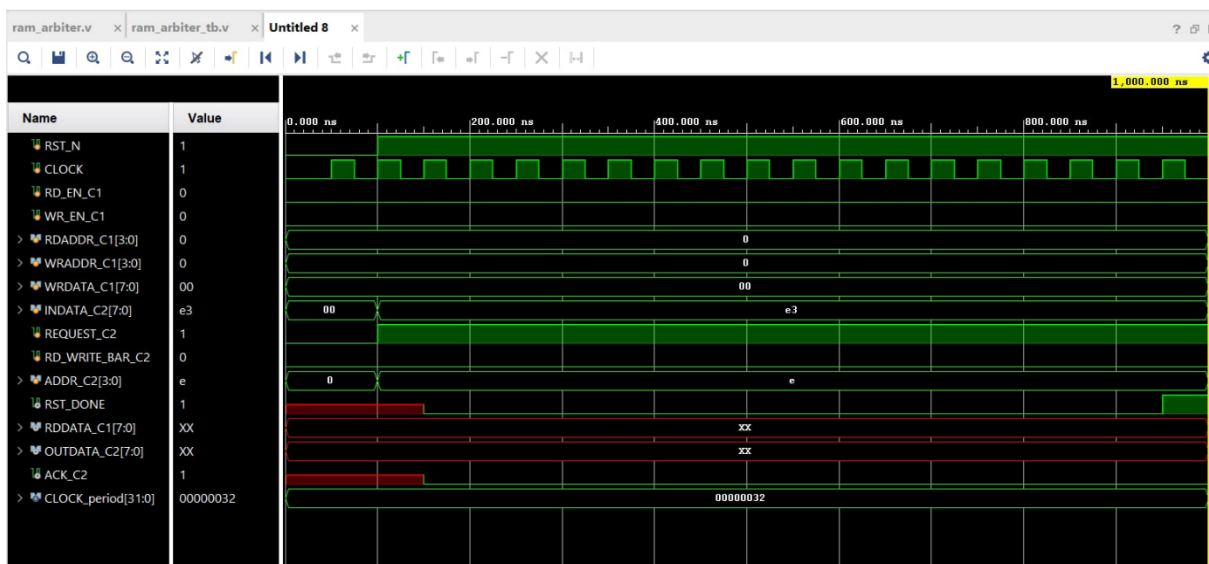 ram_arbiter.v × ram_arbiter_tb.v × Untitled 8 × ?
1,000.000 ns
Name Value 0.000 ns 200.000 ns 400.000 ns 600.000 ns 800.000 ns
RST_N 1
CLOCK 1
RD_EN_C1 0
WR_EN_C1 0
RDADDR_C1[3:0] 0 0
WRADDR_C1[3:0] 0 0
WRDATA_C1[7:0] 00 00
INDATA_C2[7:0] e3 00 e3
REQUEST_C2 1
RD_WRITE_BAR_C2 0
ADDR_C2[3:0] e 0 e
RST_DONE 1
RDDATA_C1[7:0] XX XX
OUTDATA_C2[7:0] XX XX
ACK_C2 1
CLOCK_period[31:0] 00000032 00000032